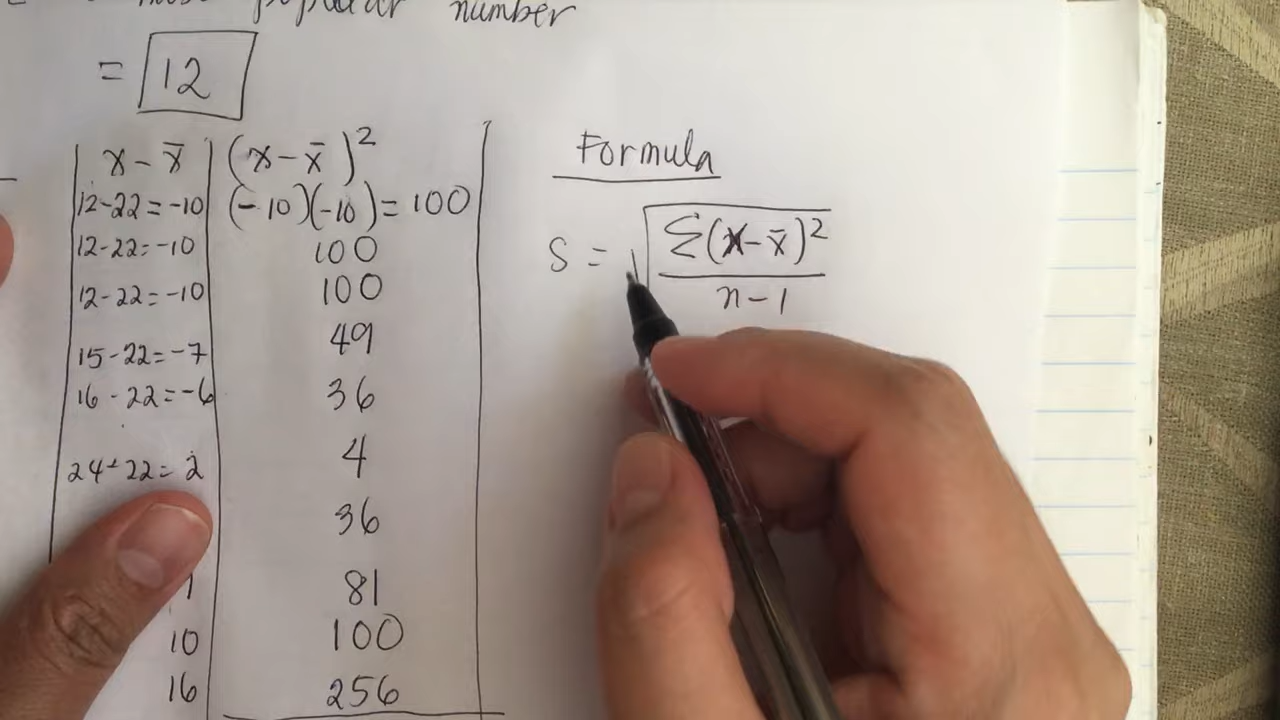 popular number
= 12
x - x̄ (x - x̄)²
12-22 = -10 (-10)(-10) = 100
12-22 = -10 100
12-22 = -10 100
15-22 = -7 49
16 - 22 = -6 36
24 - 22 = 2 4
36
81
10 100
16 256
Formula
S = √ Σ(x-x̄)²
n-1